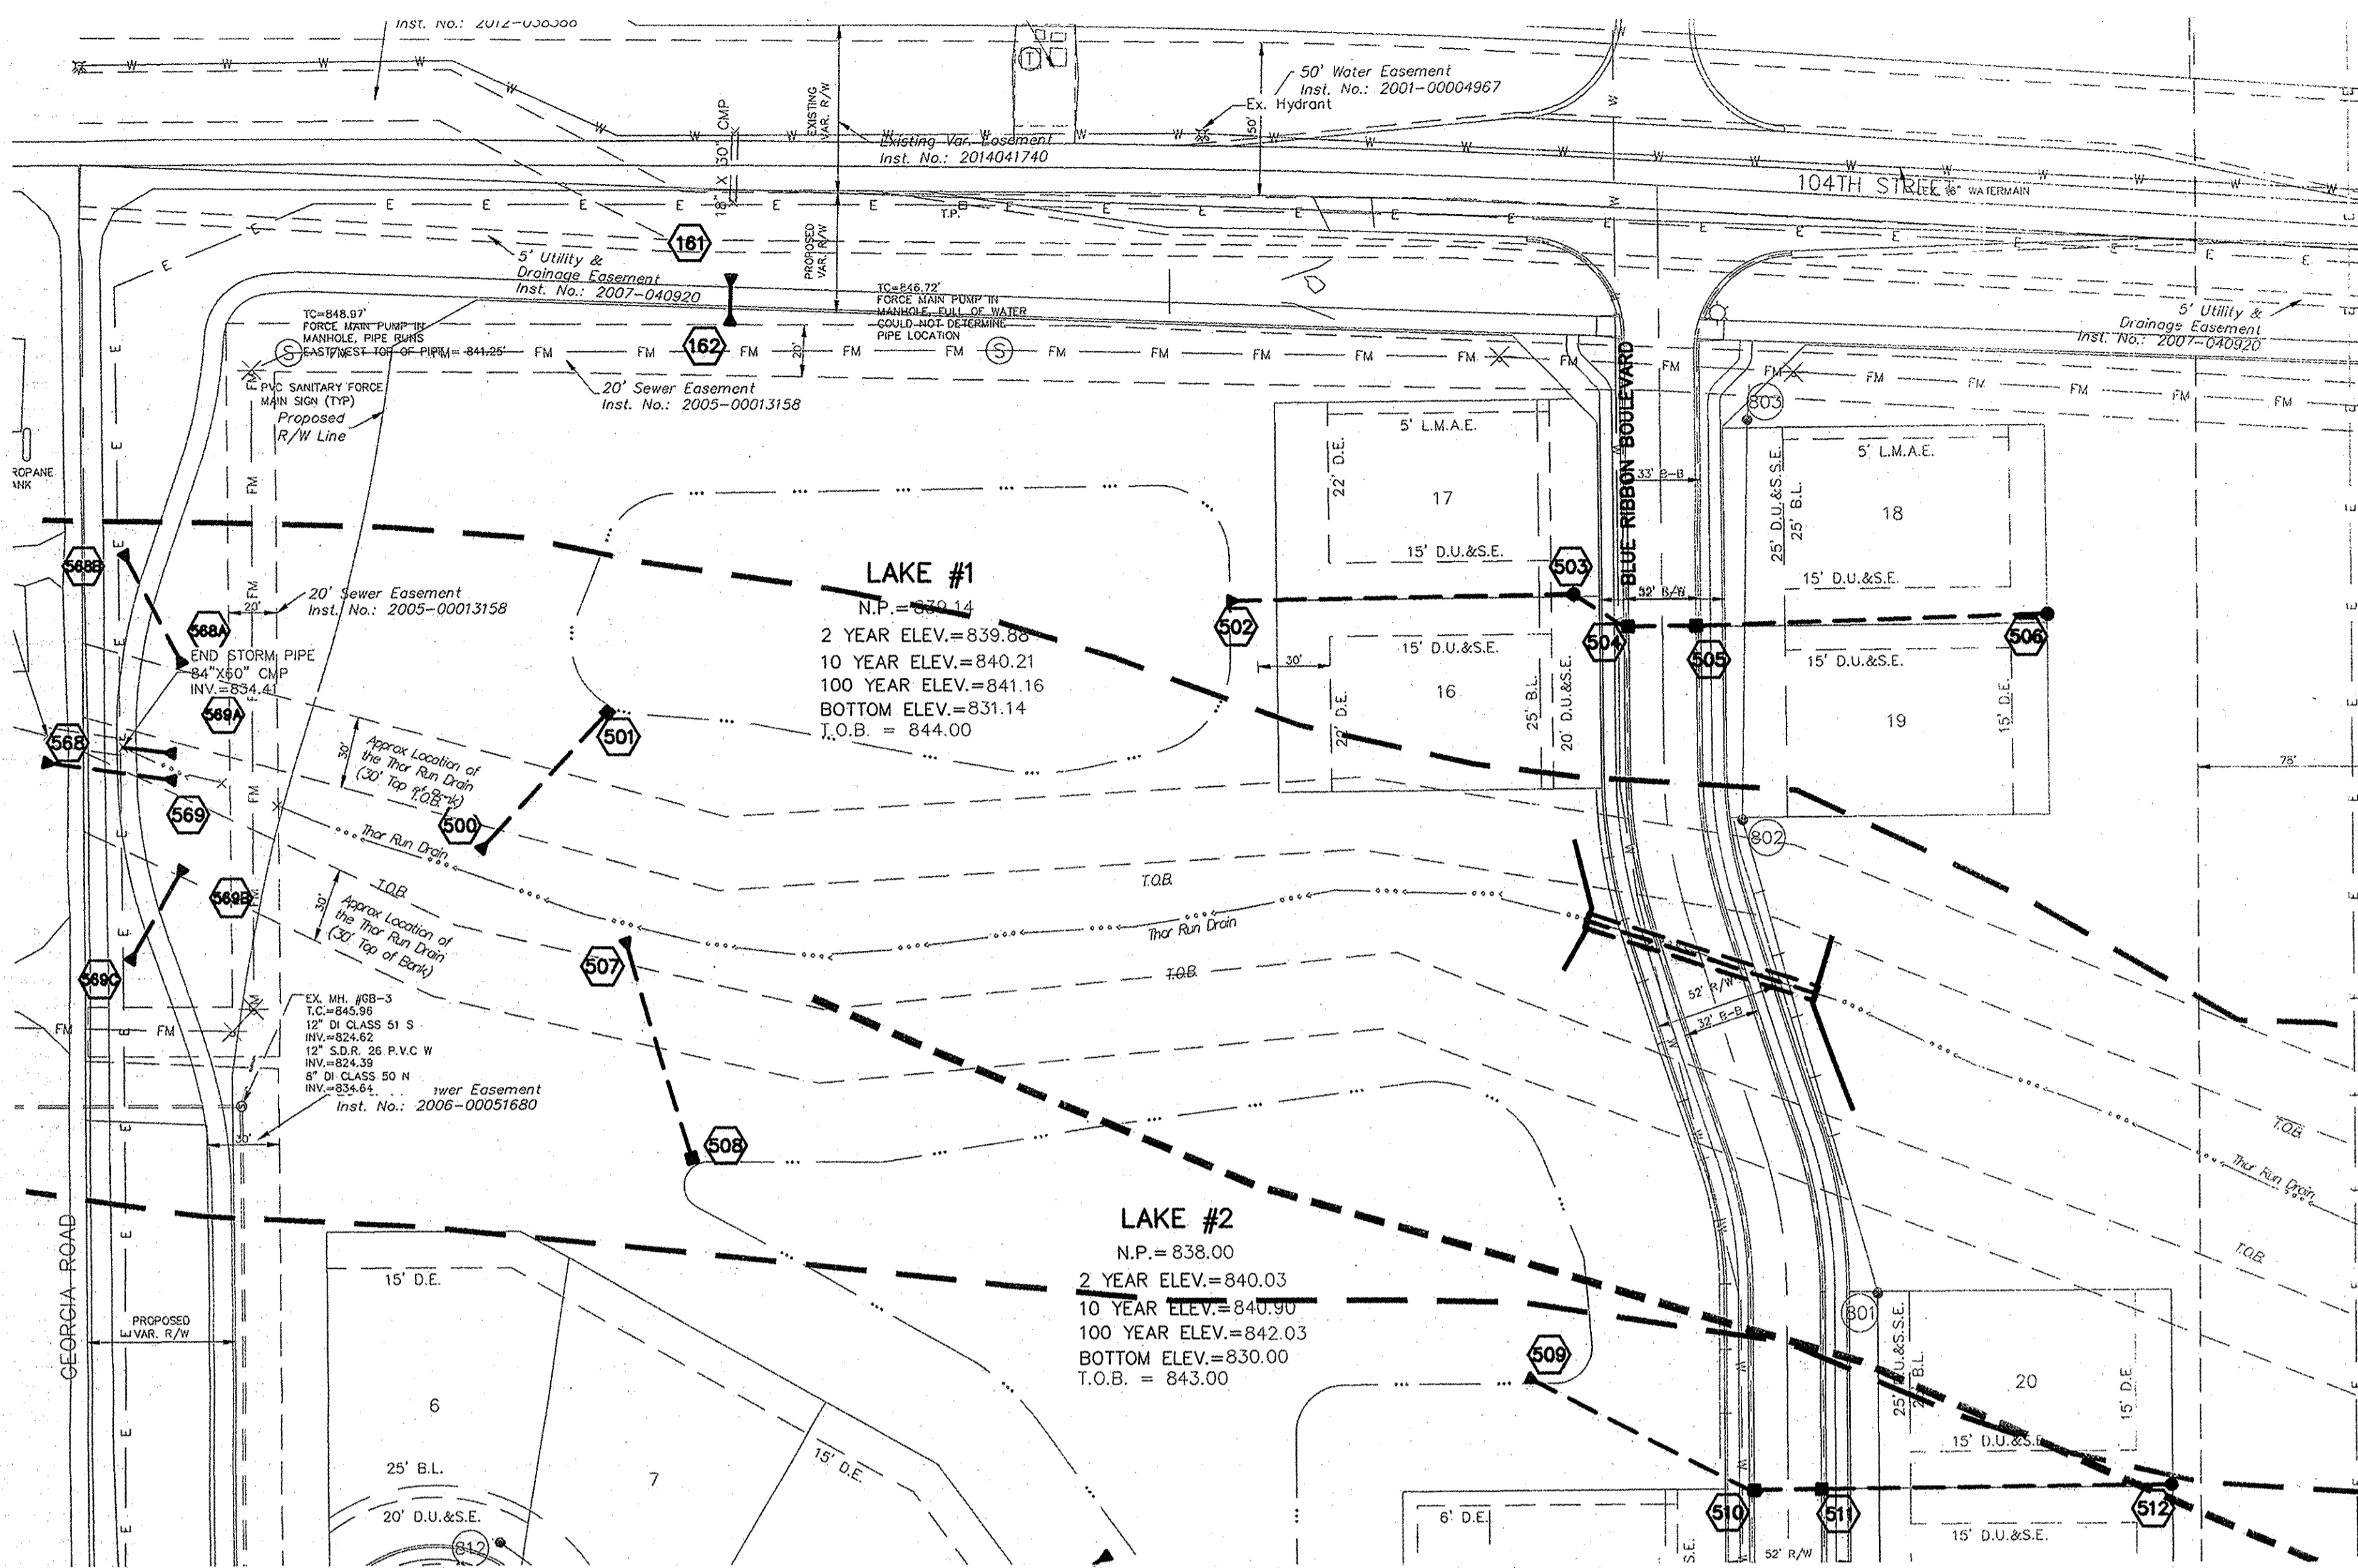 Inst. No.: 2012-038388
50' Water Easement
Inst. No.: 2001-00004967
Ex. Hydrant
EXISTING
VAR. R/W
18" X 30' CMP
Existing Var. Easement
Inst. No.: 2014041740
50'
T
104TH STREET
16" WATERMAIN
T.P.
161
PROPOSED
VAR. R/W
5' Utility &
Drainage Easement
Inst. No.: 2007-040920
TC=848.97'
FORCE MAIN PUMP IN
MANHOLE, PIPE RUNS
EAST/WEST TOP OF PIPE= 841.25'
TC=846.72'
FORCE MAIN PUMP IN
MANHOLE, FULL OF WATER
COULD NOT DETERMINE
PIPE LOCATION
162
20'
5' Utility &
Drainage Easement
Inst. No.: 2007-040920
PVC SANITARY FORCE
MAIN SIGN (TYP)
Proposed
R/W Line
20' Sewer Easement
Inst. No.: 2005-00013158
BLUE RIBBON BOULEVARD
803
5' L.M.A.E.
22' D.E.
17
15' D.U.&S.E.
33' B-B
25' D.U.&S.E.
25' B.L.
5' L.M.A.E.
18
15' D.U.&S.E.
568B
568A
20'
20' Sewer Easement
Inst. No.: 2005-00013158
END STORM PIPE
84"X60" CMP
INV.=834.41
569A
568
569
LAKE #1
N.P.=839.14
2 YEAR ELEV.=839.88
10 YEAR ELEV.=840.21
100 YEAR ELEV.=841.16
BOTTOM ELEV.=831.14
T.O.B. = 844.00
501
500
502
503
504
505
506
52' R/W
30'
15' D.U.&S.E.
16
20' D.E.
25' B.L.
20' D.U.&S.E.
15' D.U.&S.E.
19
15' D.E.
75'
802
30'
Approx Location of
the Thor Run Drain
(30' Top of Bank)
T.O.B.
Thor Run Drain
T.O.B.
30'
Approx Location of
the Thor Run Drain
(30' Top of Bank)
T.O.B.
Thor Run Drain
T.O.B.
569B
569C
507
508
52' R/W
32' B-B
EX. MH. #GB-3
T.C.=845.96
12" DI CLASS 51 S
INV.=824.62
12" S.D.R. 26 P.V.C W
INV.=824.39
8" DI CLASS 50 N
INV.=834.64
wer Easement
Inst. No.: 2006-00051680
30'
T.O.B.
Thor Run Drain
T.O.B.
GEORGIA ROAD
PROPOSED
VAR. R/W
15' D.E.
6
25' B.L.
20' D.U.&S.E.
812
7
15' D.E.
LAKE #2
N.P.=838.00
2 YEAR ELEV.=840.03
10 YEAR ELEV.=840.90
100 YEAR ELEV.=842.03
BOTTOM ELEV.=830.00
T.O.B. = 843.00
509
801
20
15' D.E.
15' D.U.&S.E.
510
511
512
6' D.E.
S.E.
52' R/W
15' D.U.&S.E.